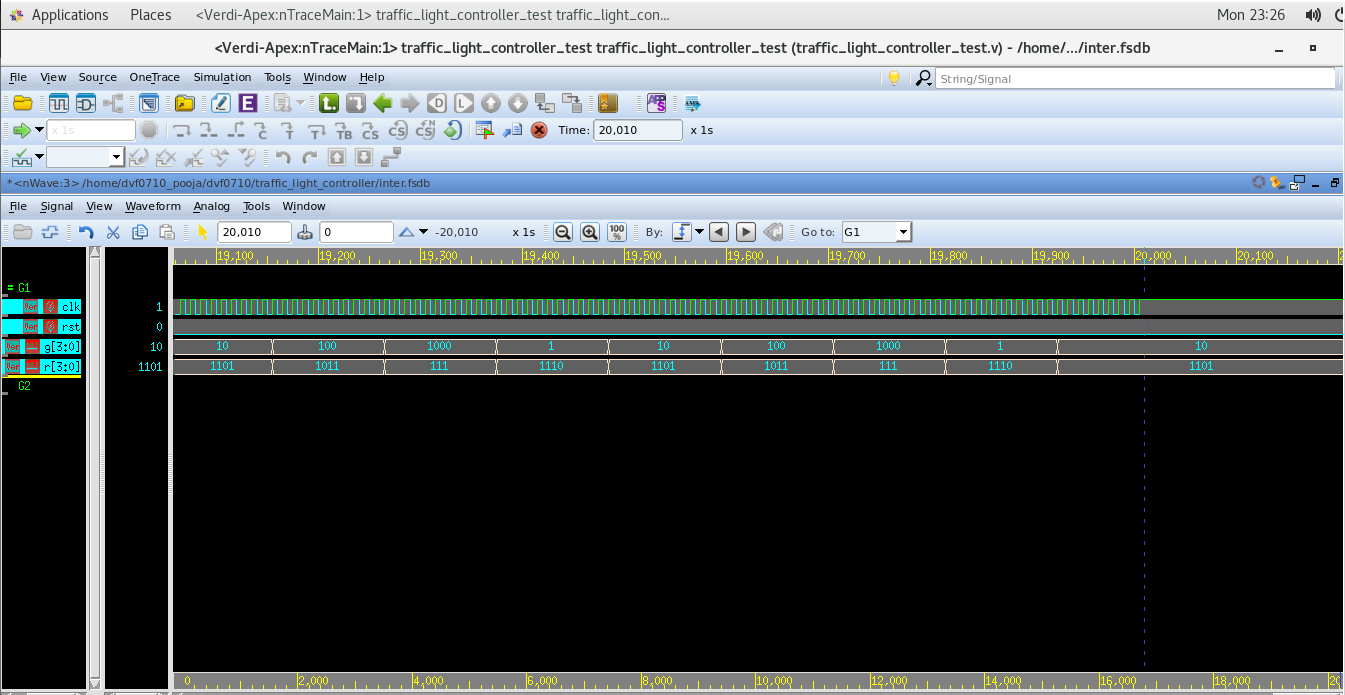 Applications Places <Verdi-Apex:nTraceMain:1> traffic_light_controller_test traffic_light_con... Mon 23:26
<Verdi-Apex:nTraceMain:1> traffic_light_controller_test traffic_light_controller_test (traffic_light_controller_test.v) - /home/.../inter.fsdb
File View Source OneTrace Simulation Tools Window Help String/Signal
E D L S
x 1s C T T TB CS CS CS Time: 20,010 x 1s
*<nWave:3> /home/dvf0710_pooja/dvf0710/traffic_light_controller/inter.fsdb
File Signal View Waveform Analog Tools Window
20,010 0 -20,010 x 1s 100 % By: Go to: G1
19,100 19,200 19,300 19,400 19,500 19,600 19,700 19,800 19,900 20,000 20,100
G1
clk 1
rst 0
g[3:0] 10 10 100 1000 1 10 100 1000 1 10
r[3:0] 1101 1101 1011 111 1110 1101 1011 111 1110 1101
G2
0 2,000 4,000 6,000 8,000 10,000 12,000 14,000 16,000 18,000